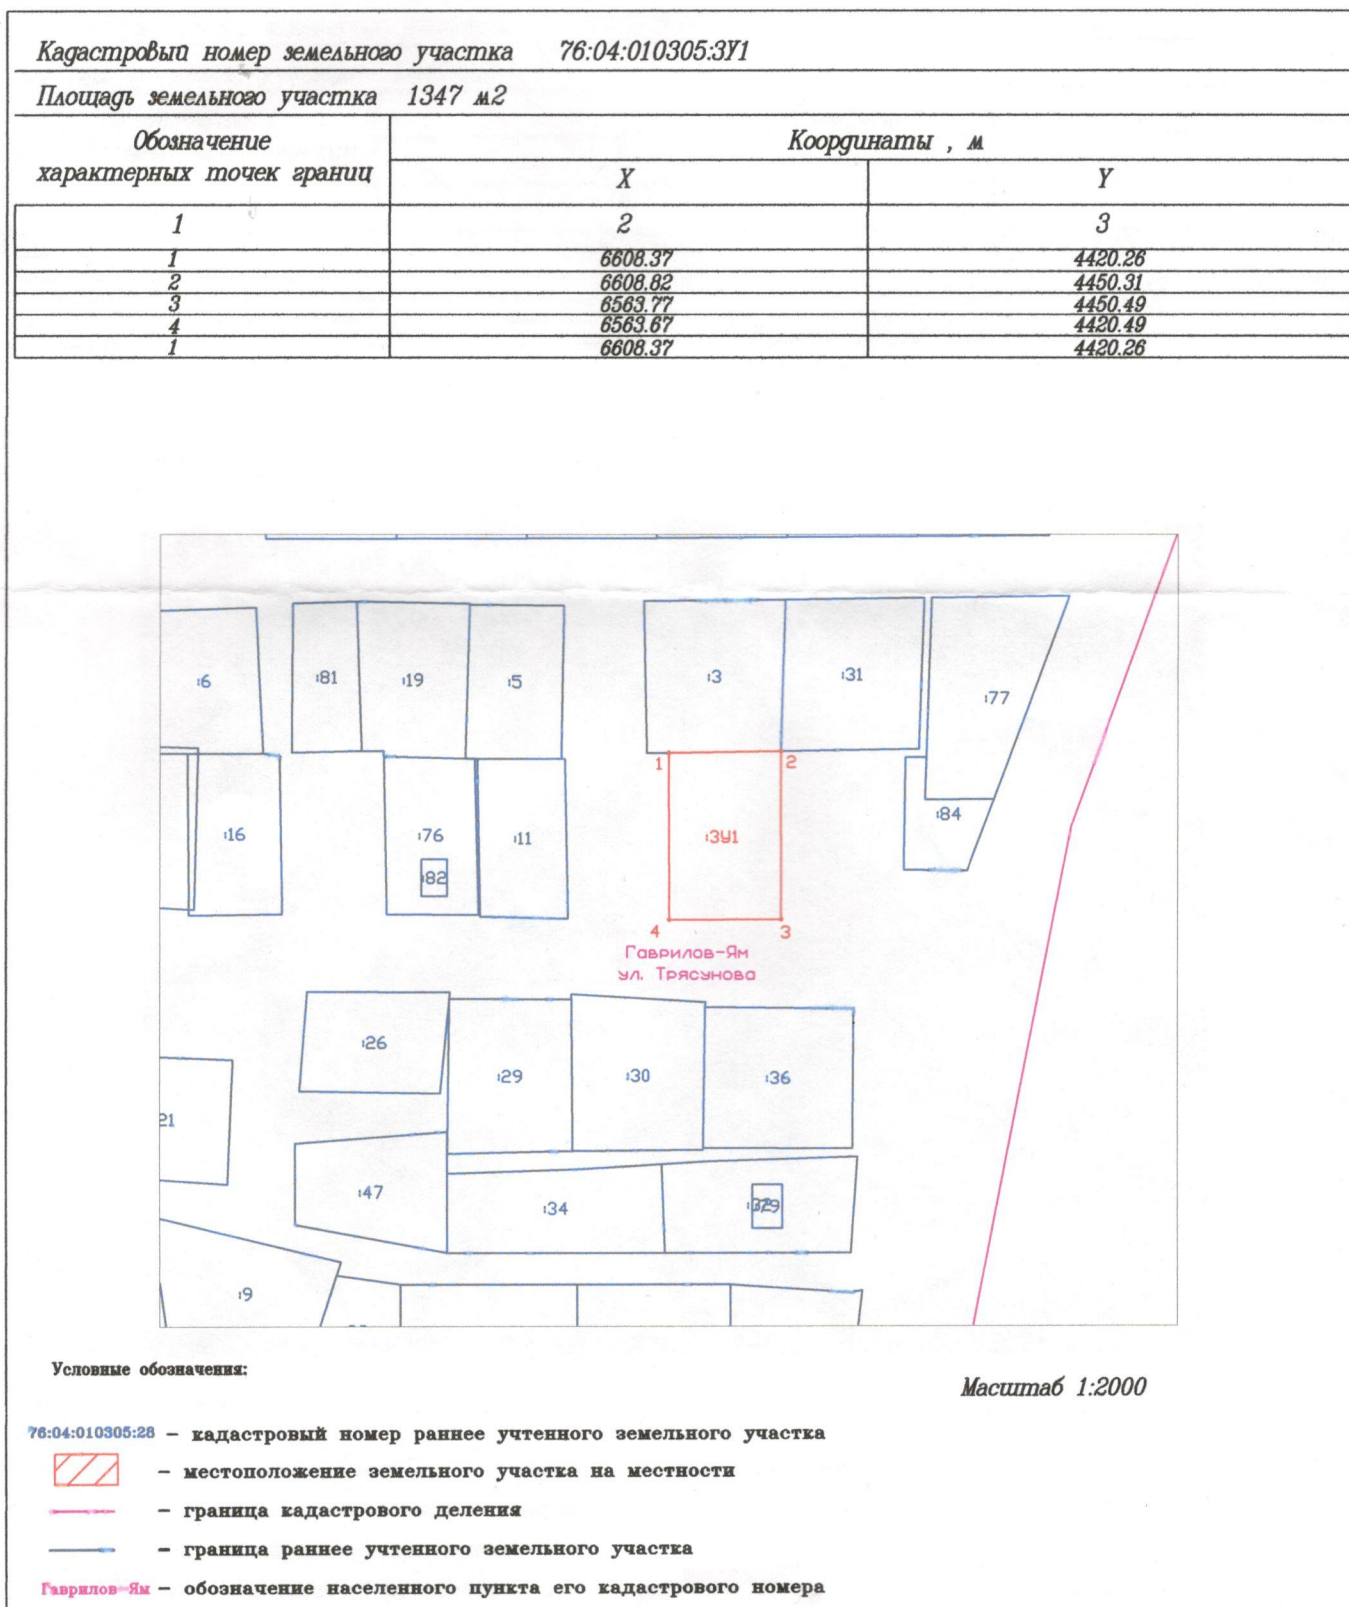 Кадастровый номер земельного участка 76:04:010305:ЗУ1
Площадь земельного участка 1347 м2
Обозначение
характерных точек границ
Координаты , м
X
Y
1 2 3
1 6608.37 4420.26
2 6608.82 4450.31
3 6563.77 4450.49
4 6563.67 4420.49
1 6608.37 4420.26
:6
:81
:19
:5
:3
:31
:77
1
2
:16
:76
:11
:ЗУ1
:84
:82
4
3
Гаврилов-Ям
ул. Трясунова
:26
:29
:30
:36
21
:47
:34
:9
Условные обозначения:
Масштаб 1:2000
76:04:010305:28 – кадастровый номер раннее учтенного земельного участка
– местоположение земельного участка на местности
– граница кадастрового деления
– граница раннее учтенного земельного участка
Гаврилов-Ям – обозначение населенного пункта его кадастрового номера